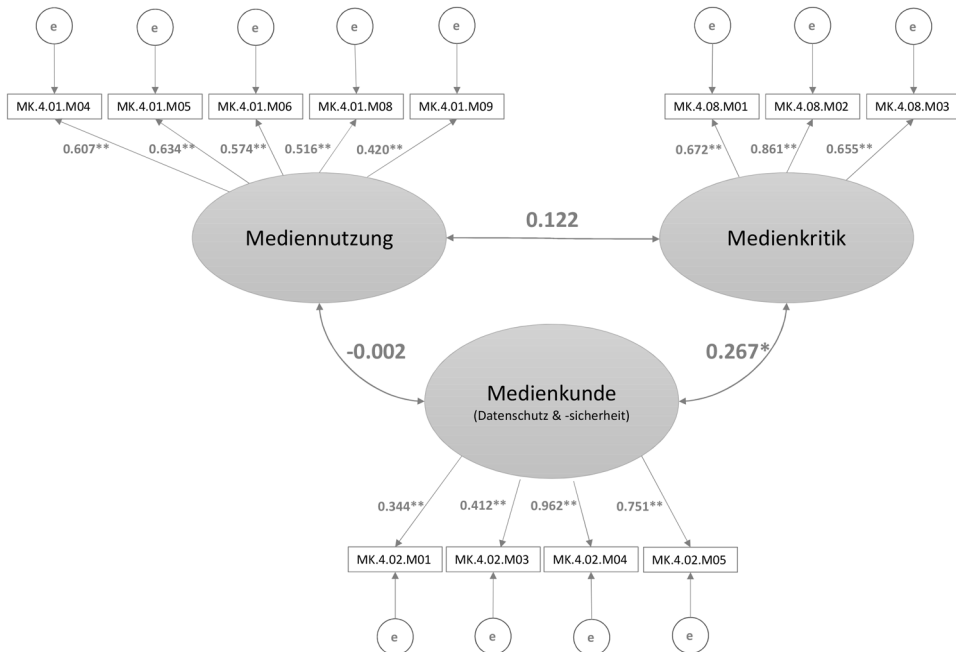 e e e e e e e e
MK.4.01.M04 MK.4.01.M05 MK.4.01.M06 MK.4.01.M08 MK.4.01.M09 MK.4.08.M01 MK.4.08.M02 MK.4.08.M03
0.607** 0.634** 0.574** 0.516** 0.420** 0.672** 0.861** 0.655**
Mediennutzung 0.122 Medienkritik
-0.002 0.267*
Medienkunde
(Datenschutz & -sicherheit)
0.344** 0.412** 0.962** 0.751**
MK.4.02.M01 MK.4.02.M03 MK.4.02.M04 MK.4.02.M05
e e e e